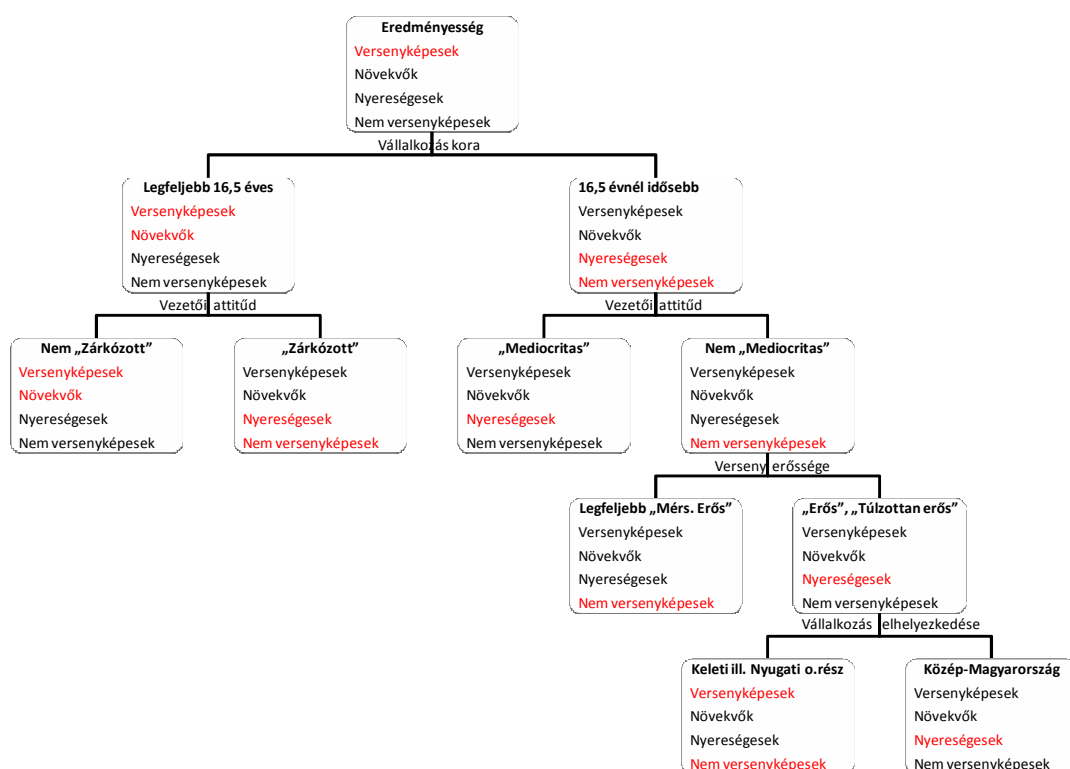 Eredményesség
Versenyképesek
Növekvők
Nyereségesek
Nem versenyképesek
Vállalkozás kora
Legfeljebb 16,5 éves
Versenyképesek
Növekvők
Nyereségesek
Nem versenyképesek
16,5 évnél idősebb
Versenyképesek
Növekvők
Nyereségesek
Nem versenyképesek
Vezetői attitűd
Vezetői attitűd
Nem „Zárkózott”
Versenyképesek
Növekvők
Nyereségesek
Nem versenyképesek
„Zárkózott”
Versenyképesek
Növekvők
Nyereségesek
Nem versenyképesek
„Mediocritas”
Versenyképesek
Növekvők
Nyereségesek
Nem versenyképesek
Nem „Mediocritas”
Versenyképesek
Növekvők
Nyereségesek
Nem versenyképesek
Verseny erőssége
Legfeljebb „Mérs. Erős”
Versenyképesek
Növekvők
Nyereségesek
Nem versenyképesek
„Erős”, „Túlzottan erős”
Versenyképesek
Növekvők
Nyereségesek
Nem versenyképesek
Vállalkozás elhelyezkedése
Keleti ill. Nyugati o.rész
Versenyképesek
Növekvők
Nyereségesek
Nem versenyképesek
Közép-Magyarország
Versenyképesek
Növekvők
Nyereségesek
Nem versenyképesek